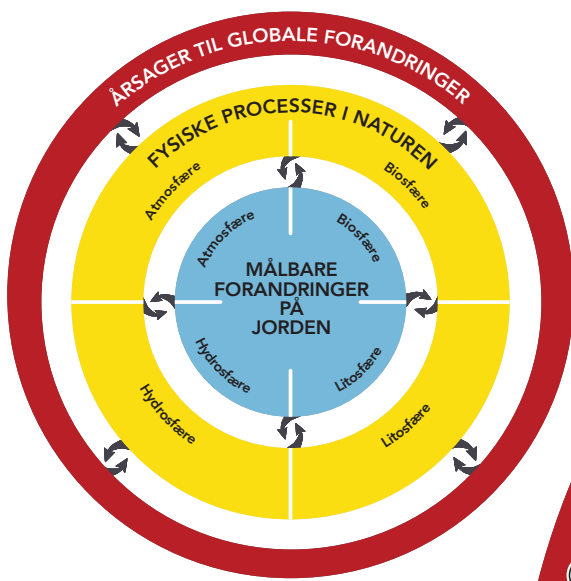 ÅRSAGER TIL GLOBALE FORANDRINGER
FYSISKE PROCESSER I NATUREN
Atmosfære
Biosfære
Atmosfære
Biosfære
MÅLBARE
FORANDRINGER
PÅ
JORDEN
Hydrosfære
Litosfære
Hydrosfære
Litosfære